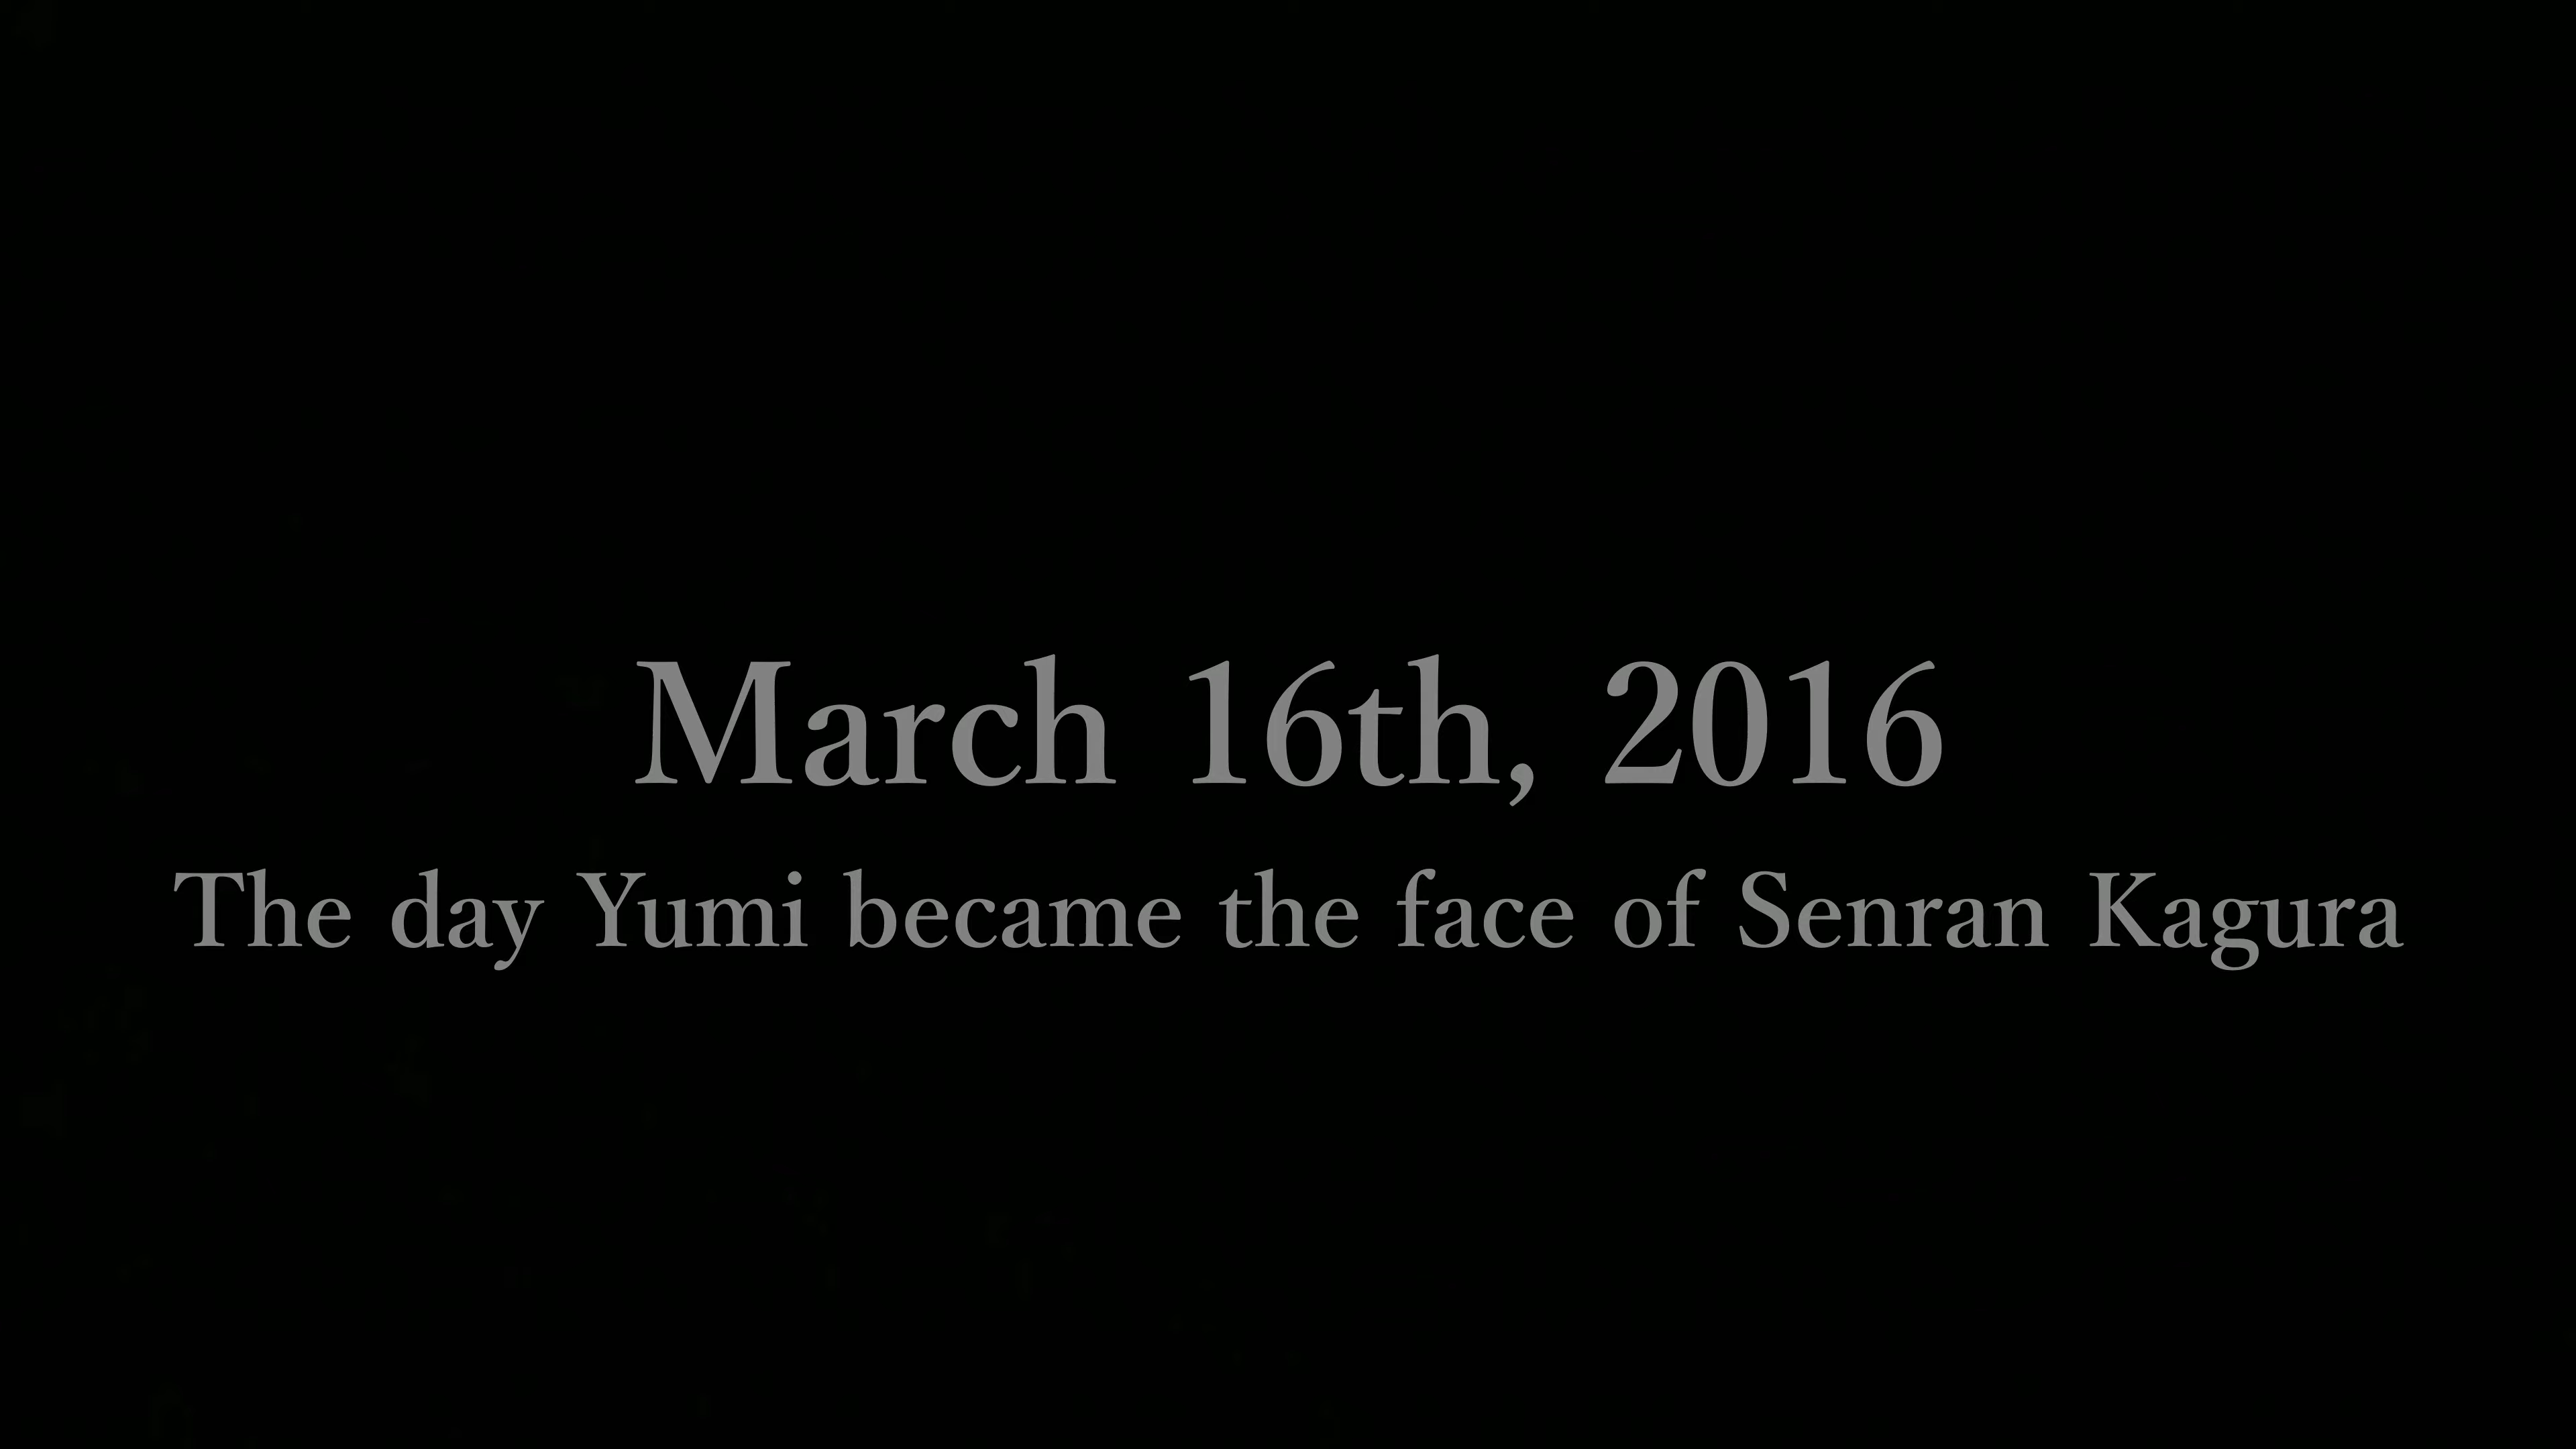 March 16th, 2016
The day Yumi became the face of Senran Kagura